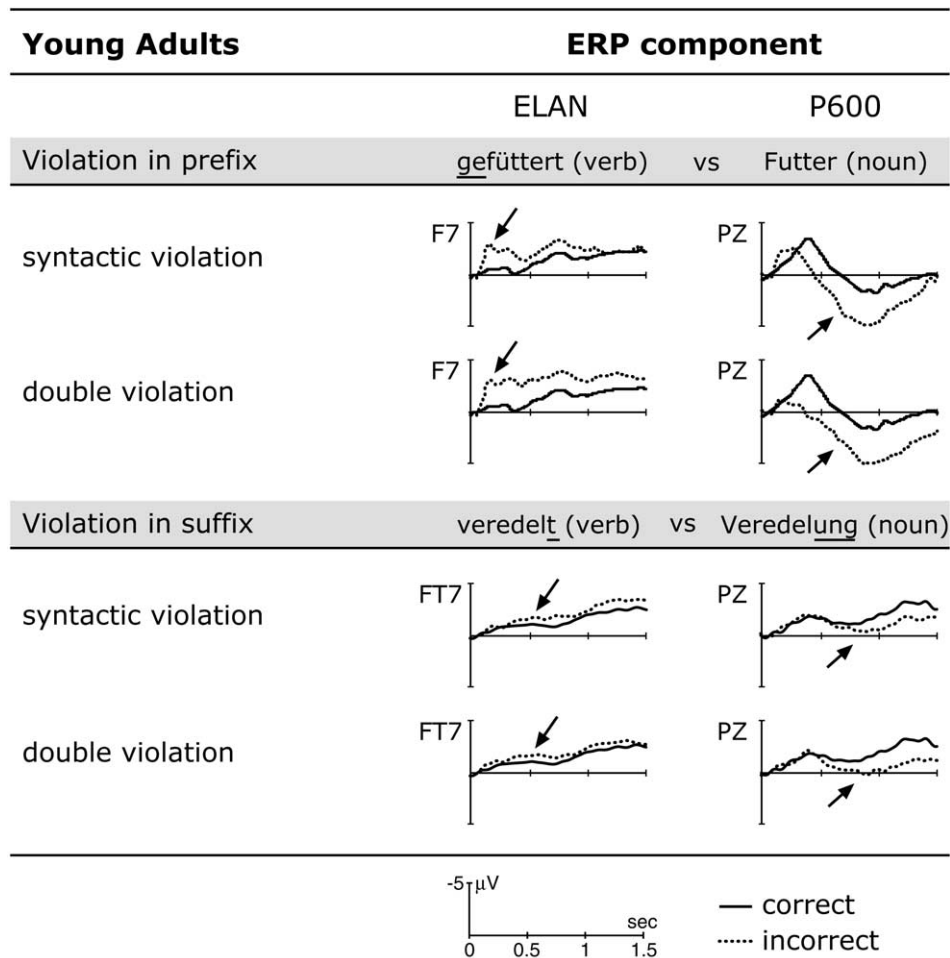 Young Adults ERP component
ELAN P600
Violation in prefix gefüttert (verb) vs Futter (noun)
syntactic violation F7 PZ
double violation F7 PZ
Violation in suffix veredelt (verb) vs Veredelung (noun)
syntactic violation FT7 PZ
double violation FT7 PZ
-5 µV
sec
0 0.5 1 1.5
correct
incorrect